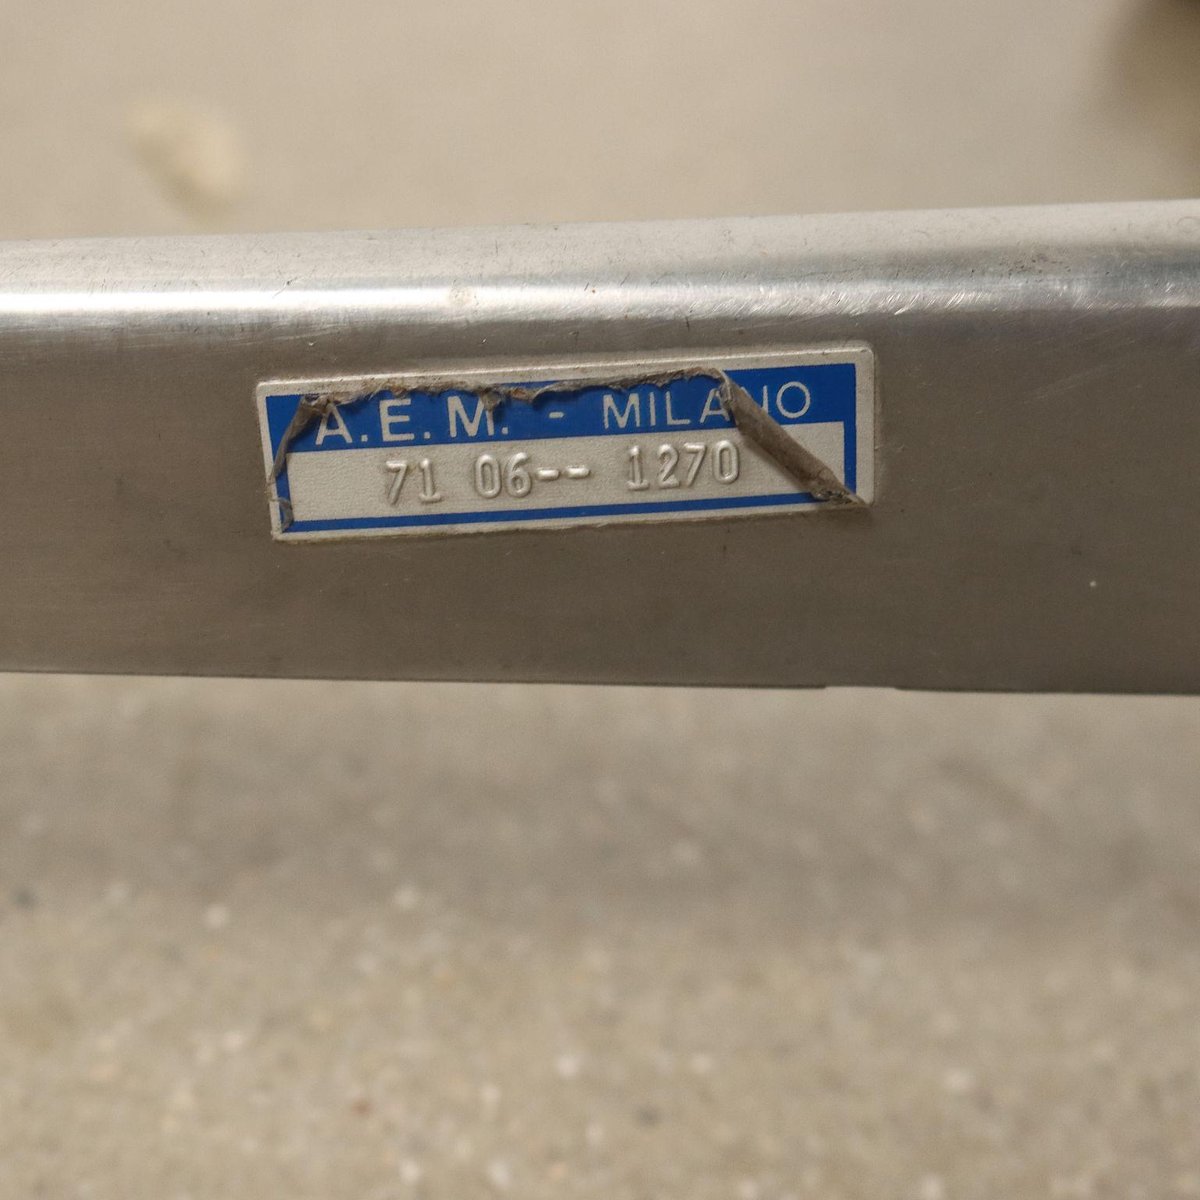 A.E.M. - MILANO
71 06-- 1270